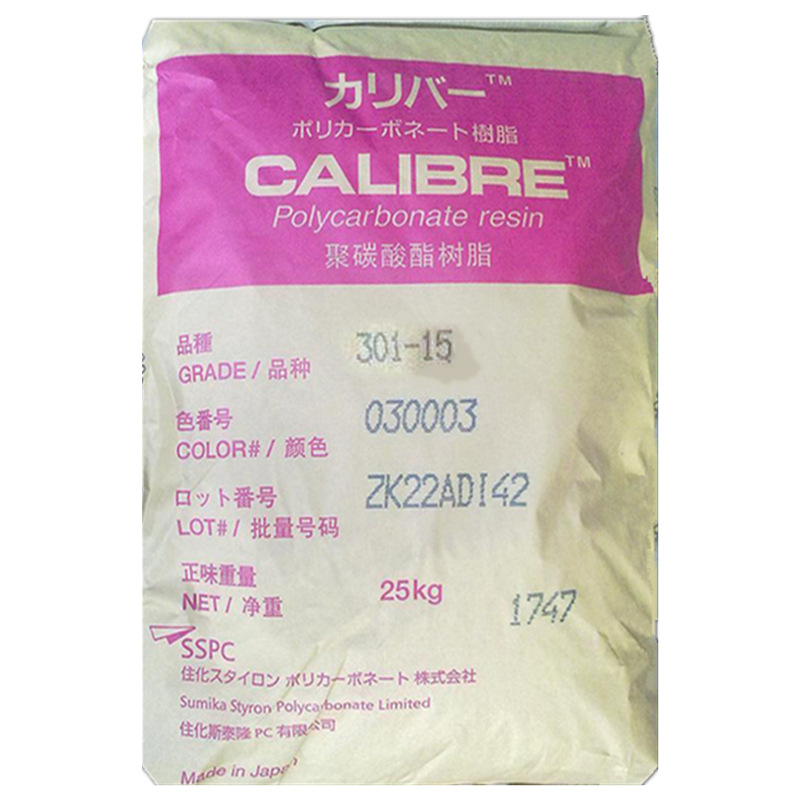 カリバー™
ポリカーボネート樹脂
CALIBRE™
Polycarbonate resin
聚碳酸酯树脂
品種
GRADE / 品种 301-15
色番号
COLOR# / 颜色 030003
ロット番号
LOT# / 批量号码 ZK22ADI42
正味重量
NET / 净重 25kg
1747
SSPC
住化スタイロン ポリカーボネート 株式会社
Sumika Styron Polycarbonate Limited
住化斯泰隆 PC 有限公司
Made in Japan